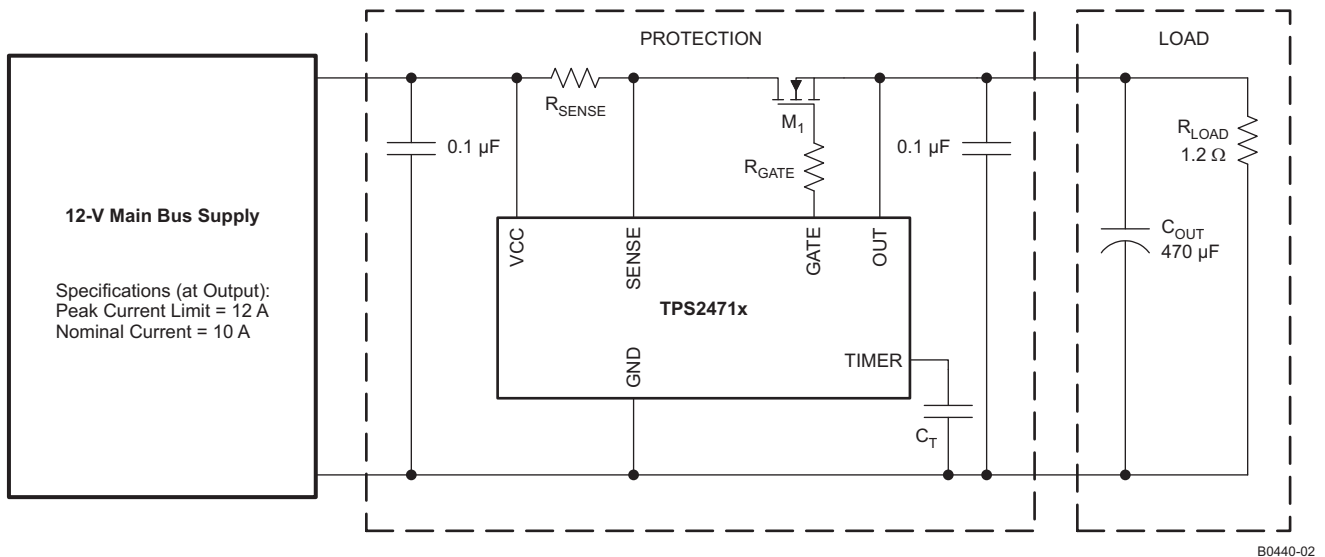 PROTECTION
LOAD
12-V Main Bus Supply
Specifications (at Output):
Peak Current Limit = 12 A
Nominal Current = 10 A
0.1 µF
R_SENSE
M_1
R_GATE
0.1 µF
VCC
SENSE
GATE
OUT
TPS2471x
GND
TIMER
C_T
R_LOAD
1.2 Ω
C_OUT
470 µF
B0440-02